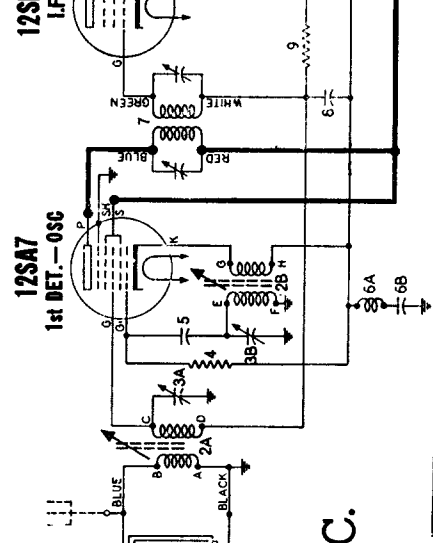 12S
I.F
G
GREEN
WHITE
9
8
7
BLUE
RED
12SA7
1st DET.—OSC
P
SH
S
K
G
G'
G
H
2B
E
F
5
3B
4
6A
6B
3A
C
D
2A
B
A
BLUE
BLACK
C.